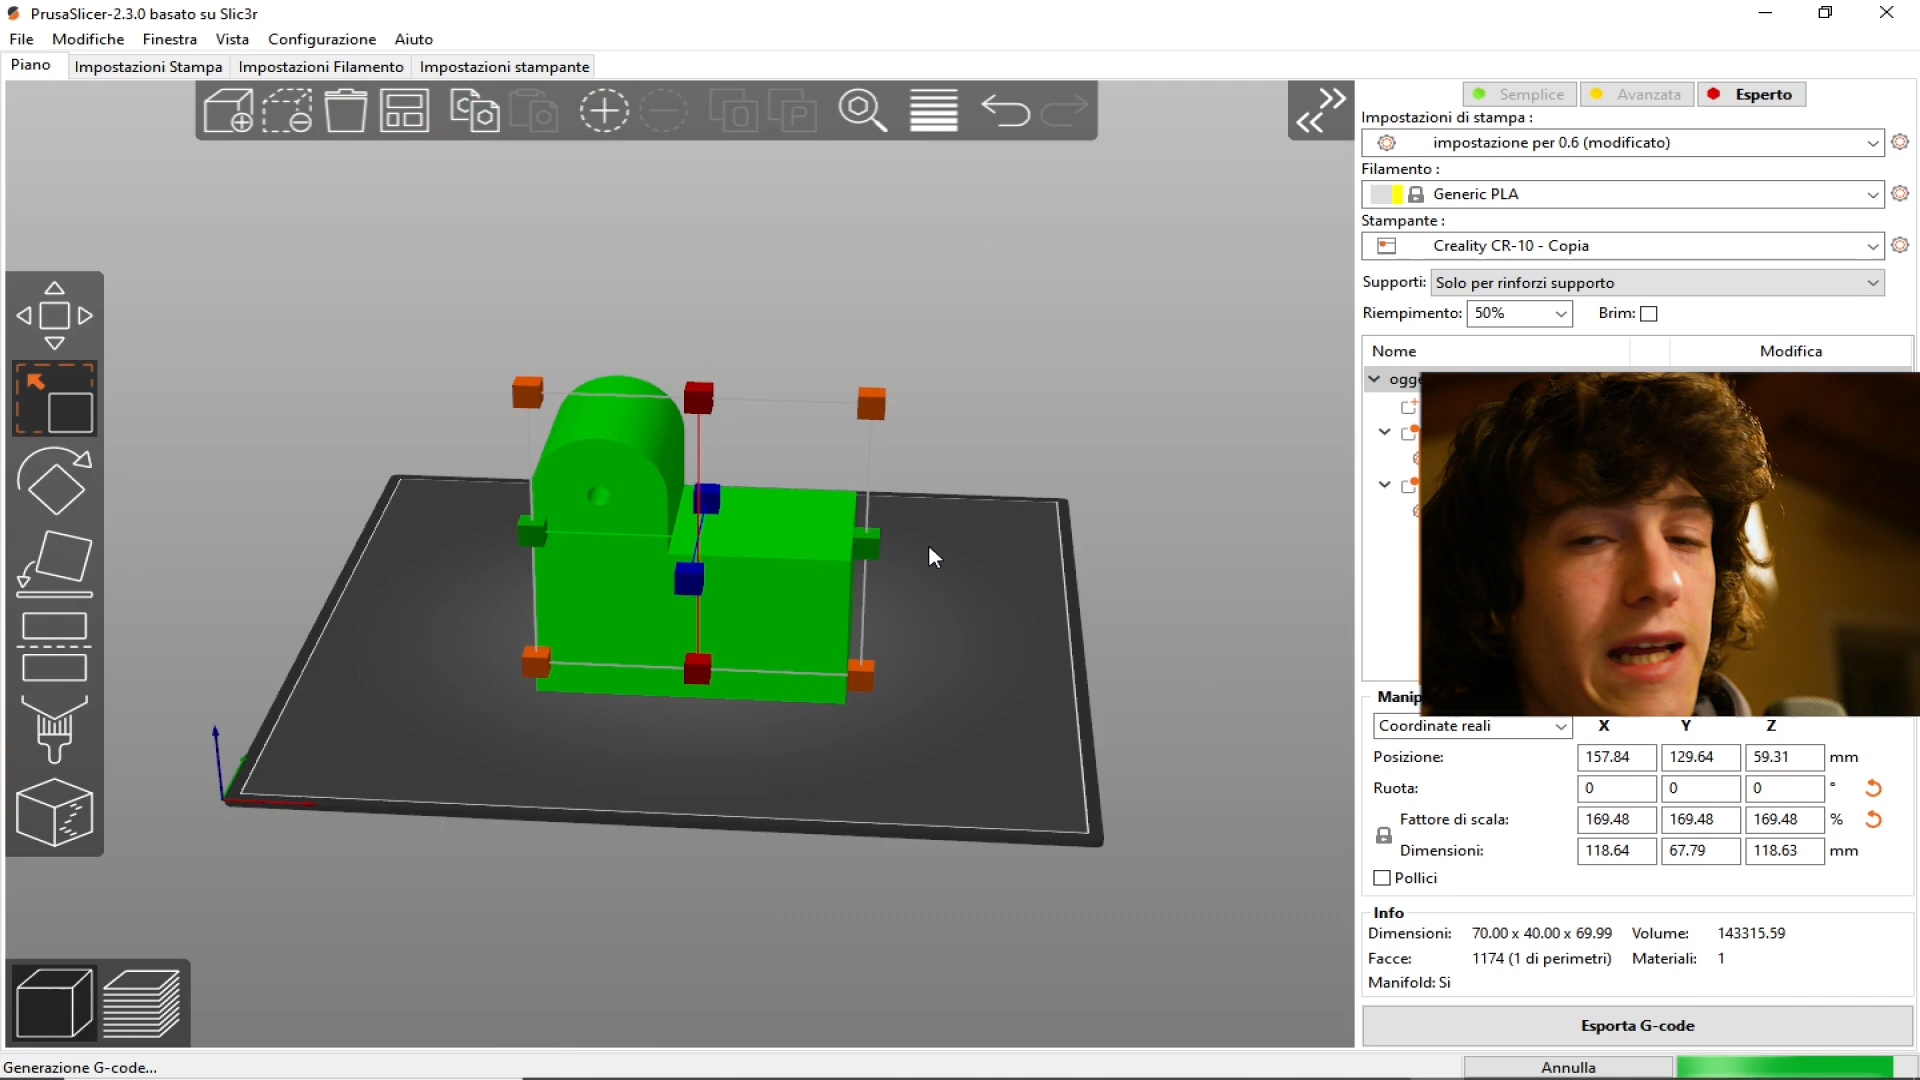 PrusaSlicer-2.3.0 basato su Slic3r
File Modifiche Finestra Vista Configurazione Aiuto
Piano Impostazioni Stampa Impostazioni Filamento Impostazioni stampante
Semplice Avanzata Esperto
Impostazioni di stampa :
impostazione per 0.6 (modificato)
Filamento :
Generic PLA
Stampante :
Creality CR-10 - Copia
Supporti: Solo per rinforzi supporto
Riempimento: 50% Brim:
Nome Modifica
ogge
Manip
Coordinate reali X Y Z
Posizione: 157.84 129.64 59.31 mm
Ruota: 0 0 0 °
Fattore di scala: 169.48 169.48 169.48 %
Dimensioni: 118.64 67.79 118.63 mm
Pollici
Info
Dimensioni: 70.00 x 40.00 x 69.99 Volume: 143315.59
Facce: 1174 (1 di perimetri) Materiali: 1
Manifold: Si
Esporta G-code
Generazione G-code... Annulla